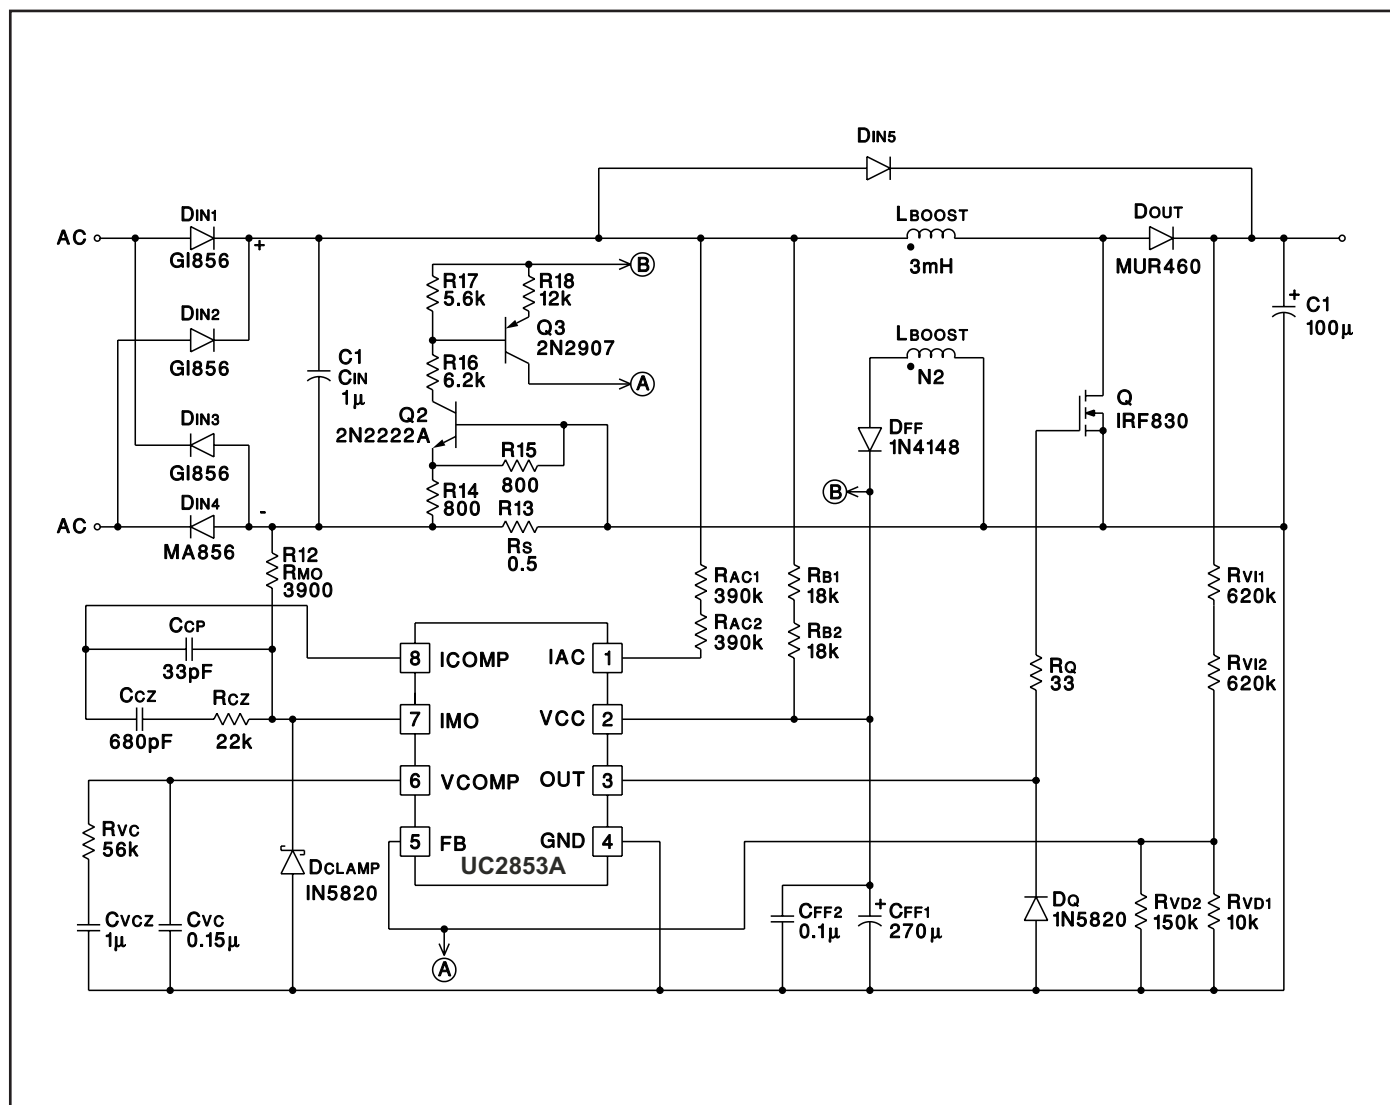 DIN5
DIN1
AC
+
GI856
LBOOST
3mH
DOUT
MUR460
B
R17
5.6k
R18
12k
DIN2
GI856
Q3
2N2907
+
C1
100µ
LBOOST
N2
C1
CIN
1µ
R16
6.2k
A
Q
IRF830
DIN3
GI856
Q2
2N2222A
DFF
1N4148
R15
800
R14
800
B
DIN4
AC
-
MA856
R13
RS
0.5
R12
RMO
3900
RAC1
390k
RB1
18k
RVI1
620k
CCP
33pF
RAC2
390k
RB2
18k
8 ICOMP
IAC 1
RQ
33
RVI2
620k
CCZ
680pF
RCZ
22k
7 IMO
VCC 2
6 VCOMP
OUT 3
RVC
56k
5 FB
GND 4
UC2853A
DCLAMP
IN5820
CVCZ
1µ
CVC
0.15µ
CFF2
0.1µ
+
CFF1
270µ
DQ
1N5820
RVD2
150k
RVD1
10k
A